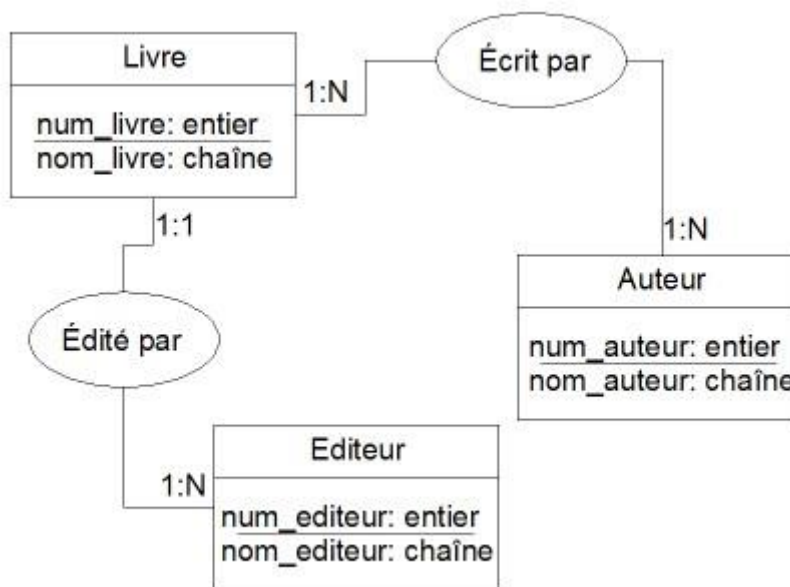 Livre
num_livre: entier
nom_livre: chaîne
1:N
Écrit par
1:N
Auteur
num_auteur: entier
nom_auteur: chaîne
1:1
Édité par
1:N
Editeur
num_editeur: entier
nom_editeur: chaîne